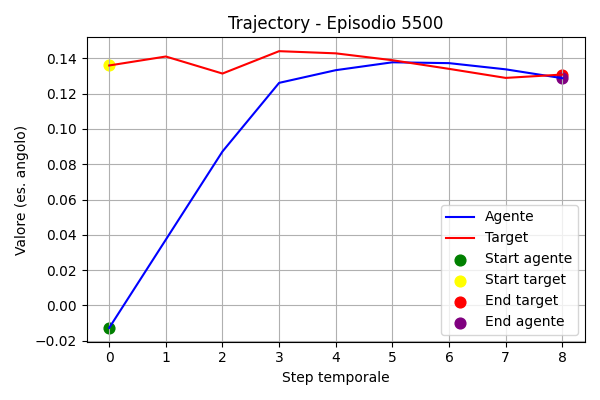 Trajectory - Episodio 5500
Valore (es. angolo)
0.14
0.12
0.10
0.08
0.06
0.04
0.02
0.00
−0.02
0 1 2 3 4 5 6 7 8
Step temporale
Agente
Target
Start agente
Start target
End target
End agente